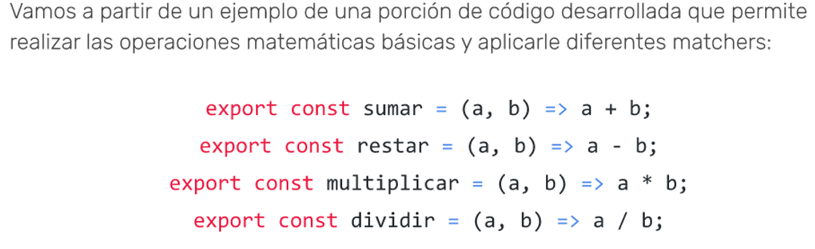 Vamos a partir de un ejemplo de una porción de código desarrollada que permite
realizar las operaciones matemáticas básicas y aplicarle diferentes matchers:
export const sumar = (a, b) => a + b;
export const restar = (a, b) => a - b;
export const multiplicar = (a, b) => a * b;
export const dividir = (a, b) => a / b;